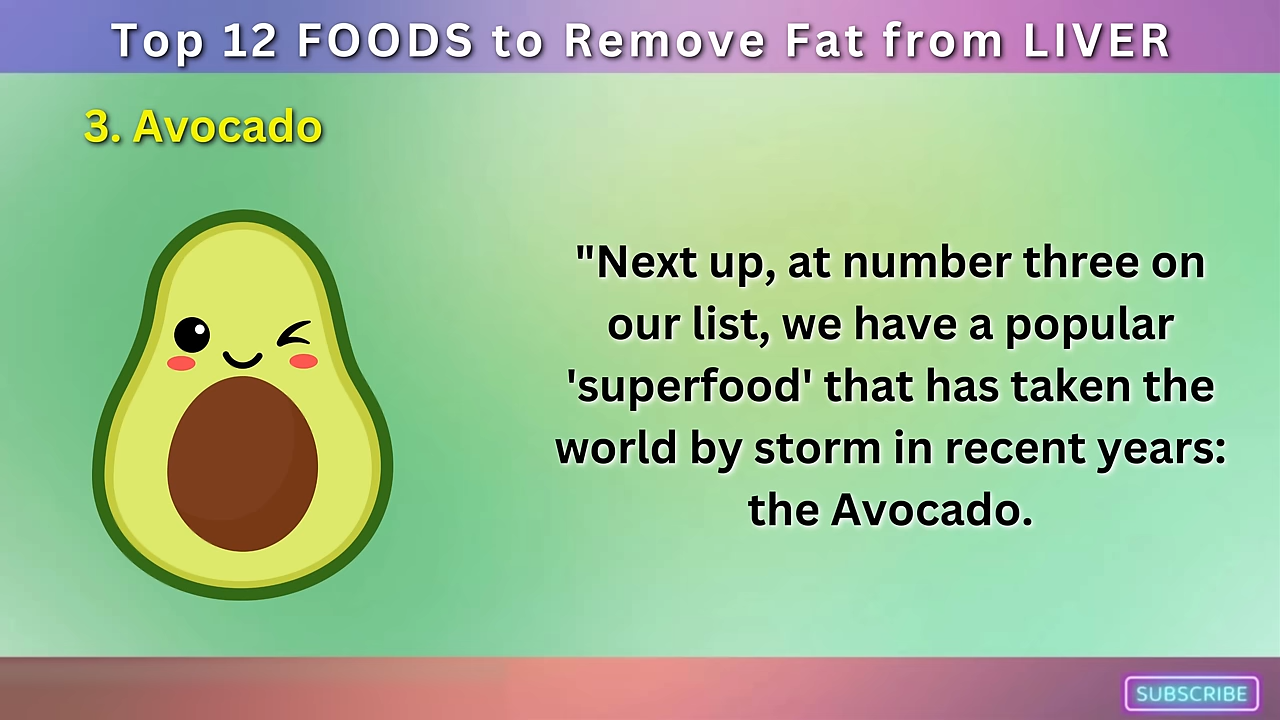 Top 12 FOODS to Remove Fat from LIVER
3. Avocado
"Next up, at number three on
our list, we have a popular
'superfood' that has taken the
world by storm in recent years:
the Avocado.
SUBSCRIBE